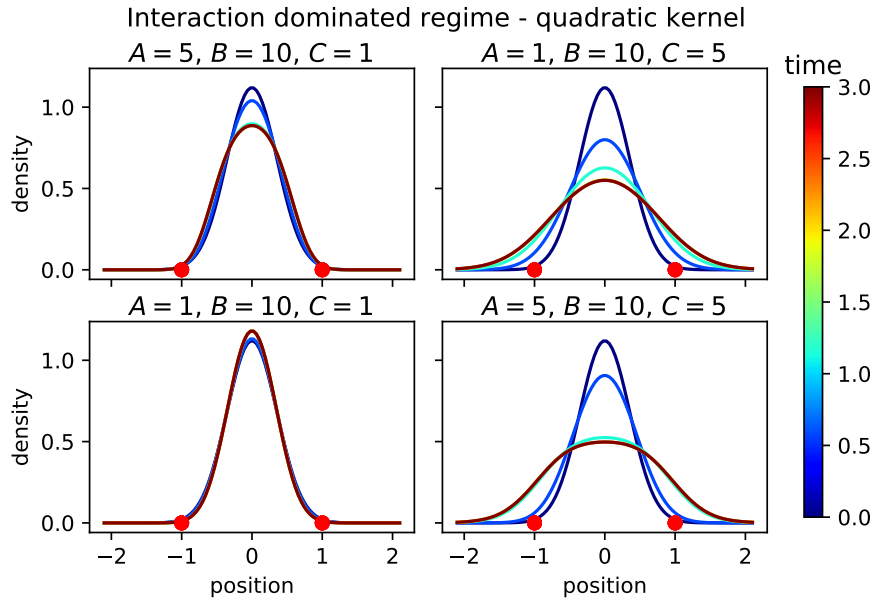 Interaction dominated regime - quadratic kernel
A = 5, B = 10, C = 1
A = 1, B = 10, C = 5
time
density
1.0
0.5
0.0
3.0
2.5
2.0
1.5
1.0
0.5
0.0
A = 1, B = 10, C = 1
A = 5, B = 10, C = 5
density
1.0
0.5
0.0
−2 −1 0 1 2
−2 −1 0 1 2
position
position